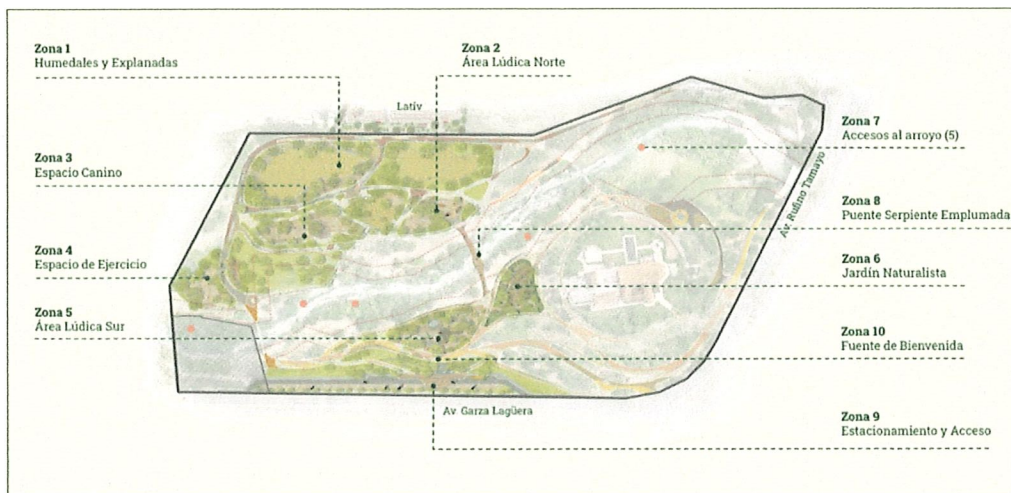 Zona 1
Humedales y Explanadas
Zona 2
Área Lúdica Norte
Lativ
Zona 3
Espacio Canino
Zona 7
Accesos al arroyo (5)
Av. Rufino Tamayo
Zona 8
Puente Serpiente Emplumada
Zona 4
Espacio de Ejercicio
Zona 6
Jardín Naturalista
Zona 5
Área Lúdica Sur
Zona 10
Fuente de Bienvenida
Av. Garza Lagüera
Zona 9
Estacionamiento y Acceso